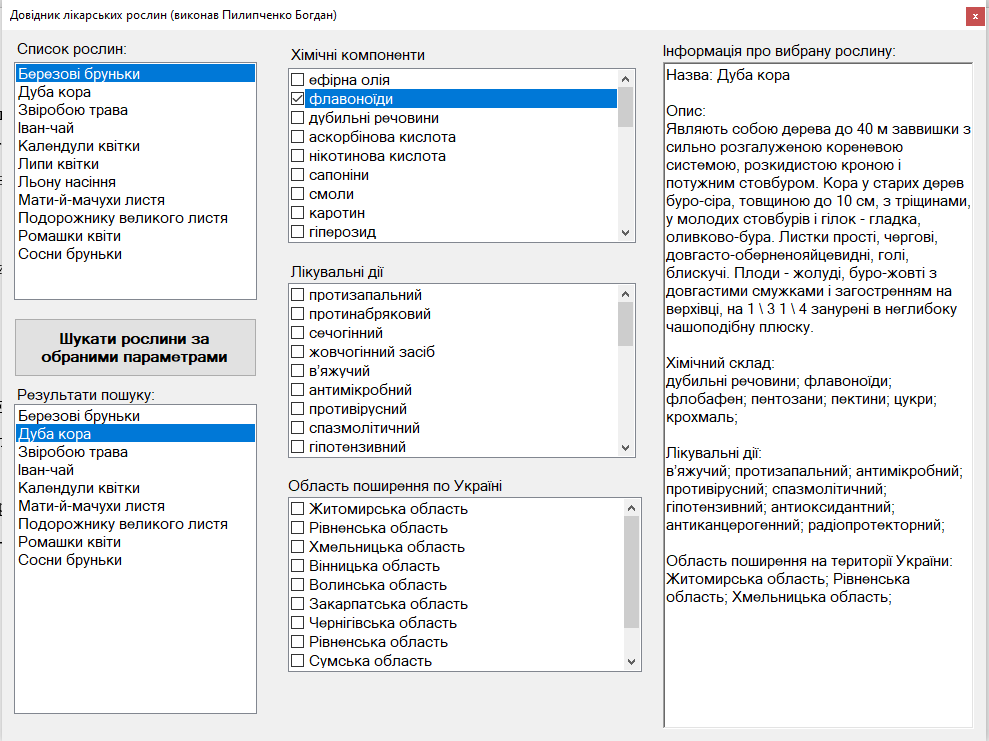 Довідник лікарських рослин (виконав Пилипченко Богдан)
Список рослин:
Березові бруньки
Дуба кора
Звіробою трава
Іван-чай
Календули квітки
Липи квітки
Льону насіння
Мати-й-мачухи листя
Подорожнику великого листя
Ромашки квіти
Сосни бруньки
Шукати рослини за
обраними параметрами
Результати пошуку:
Березові бруньки
Дуба кора
Звіробою трава
Іван-чай
Календули квітки
Мати-й-мачухи листя
Подорожнику великого листя
Ромашки квіти
Сосни бруньки
Хімічні компоненти
ефірна олія
флавоноїди
дубильні речовини
аскорбінова кислота
нікотинова кислота
сапоніни
смоли
каротин
гіперозид
Лікувальні дії
протизапальний
протинабряковий
сечогінний
жовчогінний засіб
в'яжучий
антимікробний
противірусний
спазмолітичний
гіпотензивний
Область поширення по Україні
Житомирська область
Рівненська область
Хмельницька область
Вінницька область
Волинська область
Закарпатська область
Чернігівська область
Рівненська область
Сумська область
Інформація про вибрану рослину:
Назва: Дуба кора
Опис:
Являють собою дерева до 40 м заввишки з
сильно розгалуженою кореневою
системою, розкидистою кроною і
потужним стовбуром. Кора у старих дерев
буро-сіра, товщиною до 10 см, з тріщинами,
у молодих стовбурів і гілок - гладка,
оливково-бура. Листки прості, чергові,
довгасто-оберненояйцевидні, голі,
блискучі. Плоди - жолуді, буро-жовті з
довгастими смужками і загостренням на
верхівці, на 1 \ 3 1 \ 4 занурені в неглибоку
чашоподібну плюску.
Хімічний склад:
дубильні речовини; флавоноїди;
флобафен; пентозани; пектини; цукри;
крохмаль;
Лікувальні дії:
в'яжучий; протизапальний; антимікробний;
противірусний; спазмолітичний;
гіпотензивний; антиоксидантний;
антиканцерогенний; радіопротекторний;
Область поширення на території України:
Житомирська область; Рівненська
область; Хмельницька область;